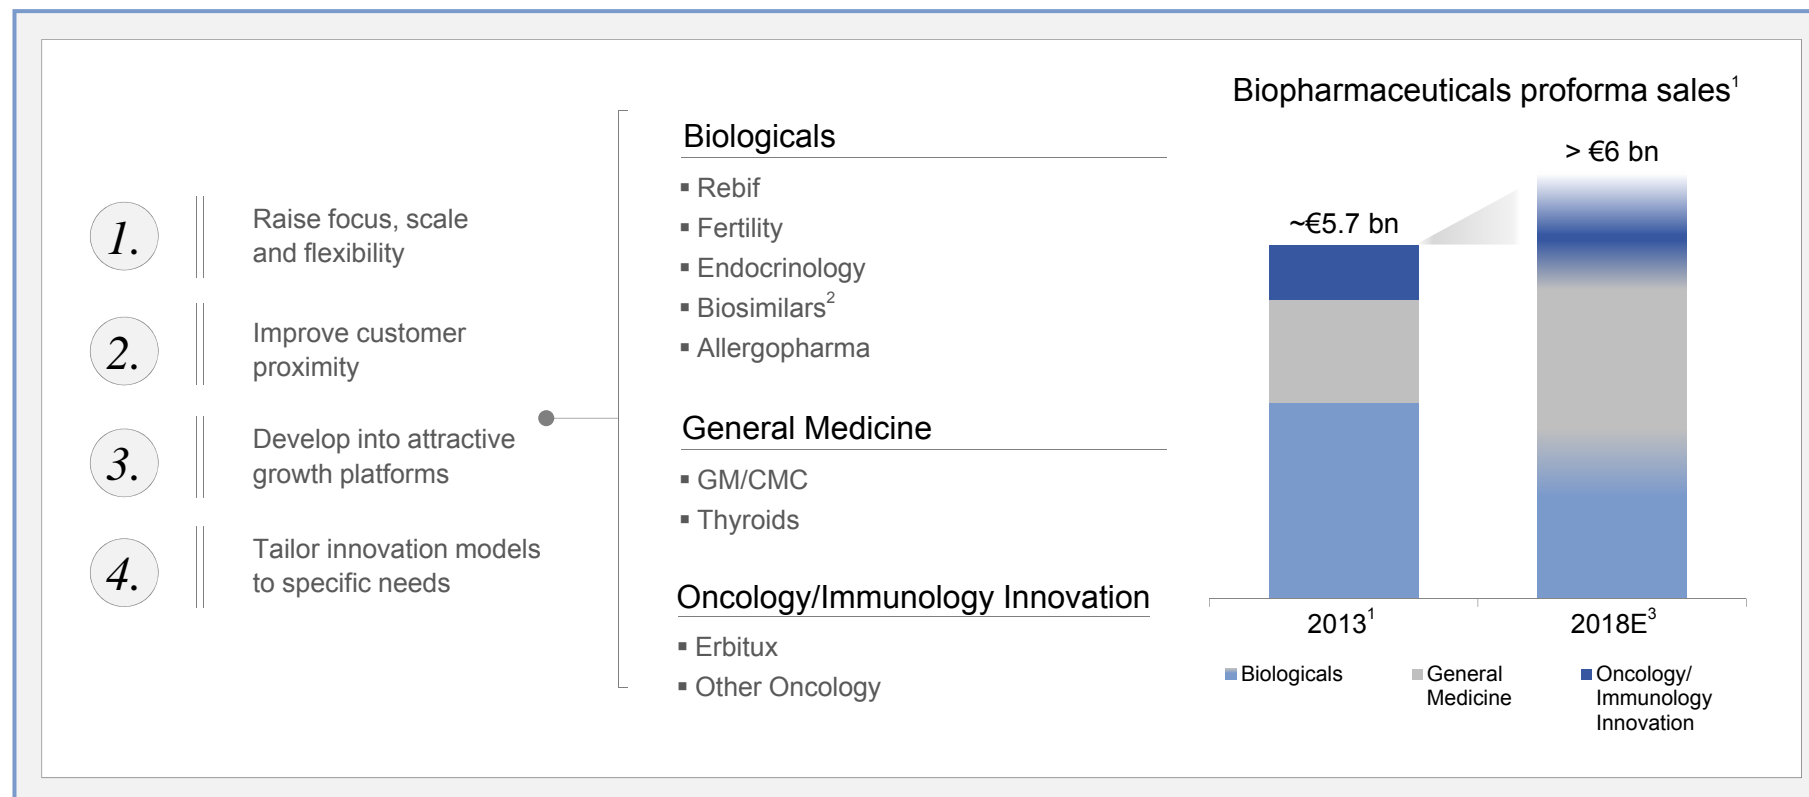 1.
Raise focus, scale
and flexibility
2.
Improve customer
proximity
3.
Develop into attractive
growth platforms
4.
Tailor innovation models
to specific needs
Biologicals
▪ Rebif
▪ Fertility
▪ Endocrinology
▪ Biosimilars²
▪ Allergopharma
General Medicine
▪ GM/CMC
▪ Thyroids
Oncology/Immunology Innovation
▪ Erbitux
▪ Other Oncology
Biopharmaceuticals proforma sales¹
~€5.7 bn
> €6 bn
2013¹
2018E³
Biologicals
General
Medicine
Oncology/
Immunology
Innovation